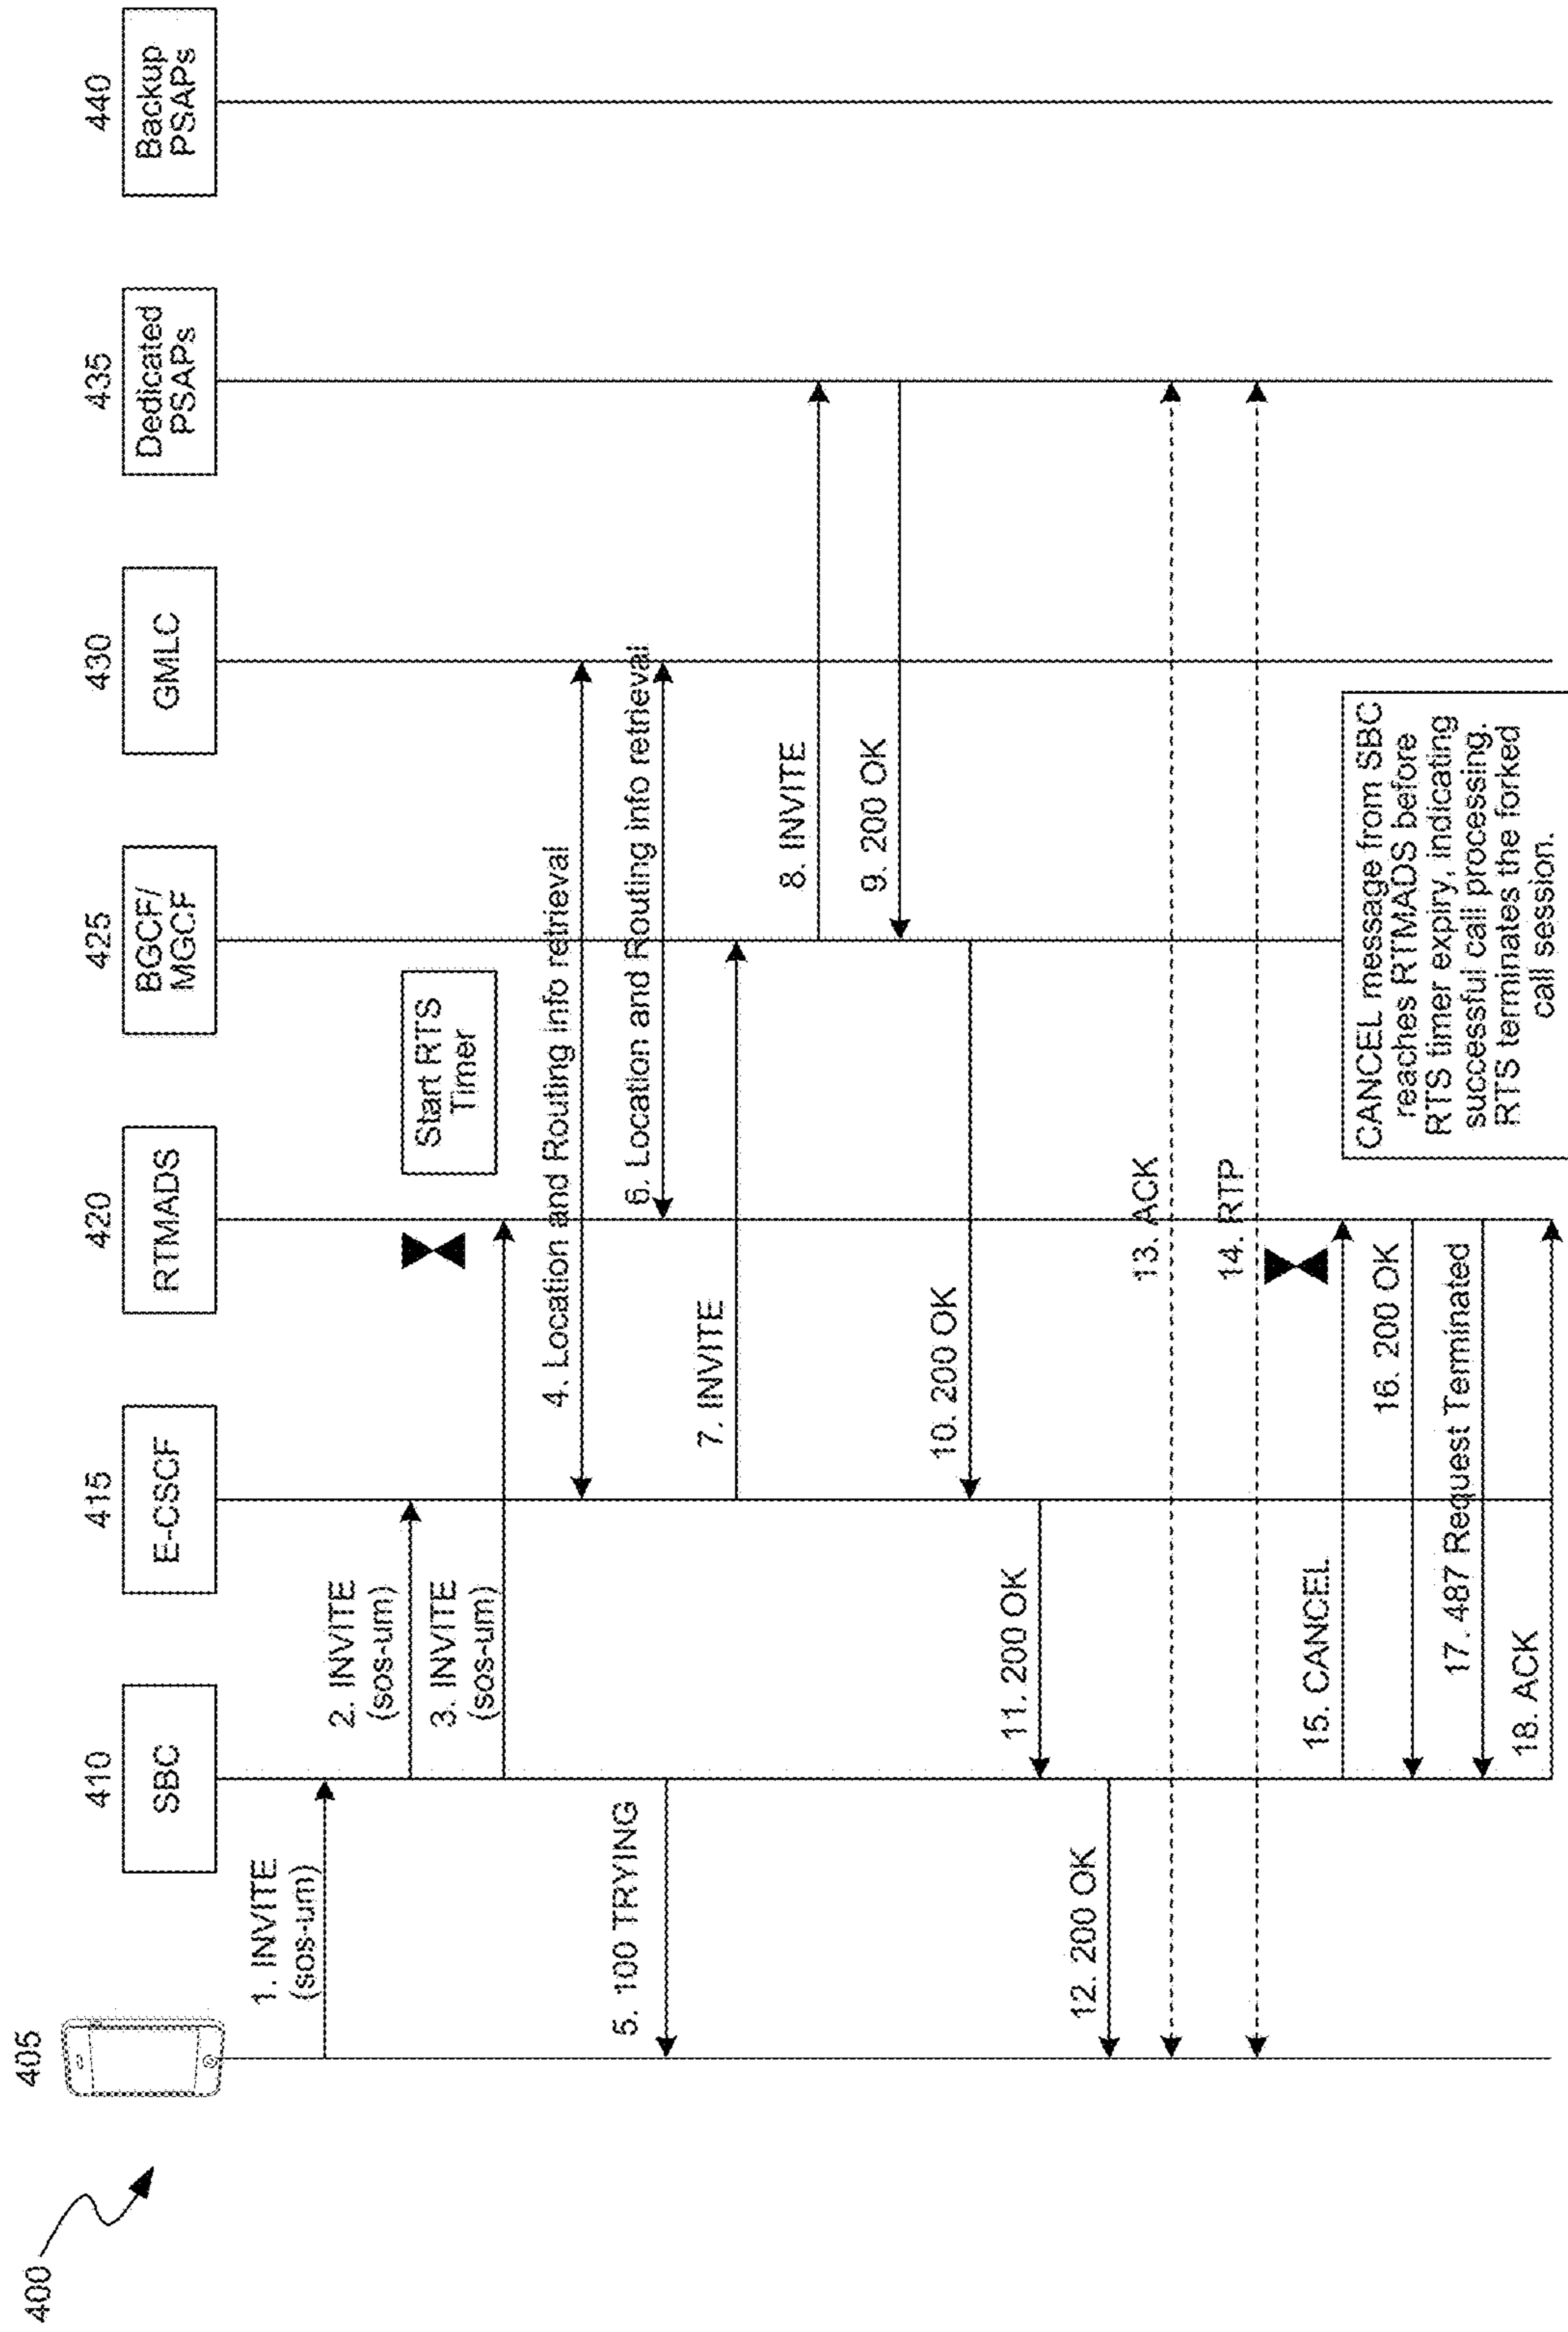 400
405
410
415
420
425
430
435
440
SBC
E-CSCF
RTMADS
BGCF/
MGCF
GMLC
Dedicated
PSAPs
Backup
PSAPs
1. INVITE
(sos-um)
2. INVITE
(sos-um)
3. INVITE
(sos-um)
Start RTS
Timer
4. Location and Routing info retrieval
5. 100 TRYING
6. Location and Routing info retrieval
7. INVITE
8. INVITE
9. 200 OK
10. 200 OK
11. 200 OK
12. 200 OK
13. ACK
14. RTP
15. CANCEL
16. 200 OK
17. 487 Request Terminated
18. ACK
CANCEL message from SBC
reaches RTMADS before
RTS timer expiry, indicating
successful call processing.
RTS terminates the forked
call session.